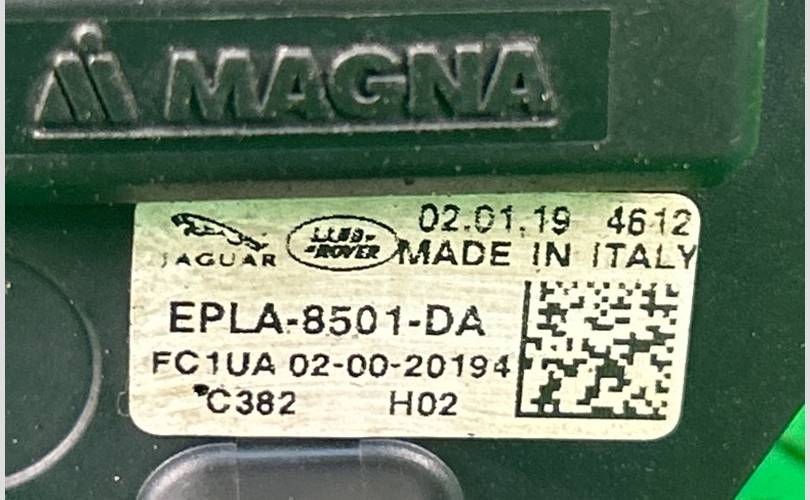 MAGNA
02.01.19 4612
JAGUAR LAND-ROVER MADE IN ITALY
EPLA-8501-DA
FC1UA 02-00-20194
C382 H02